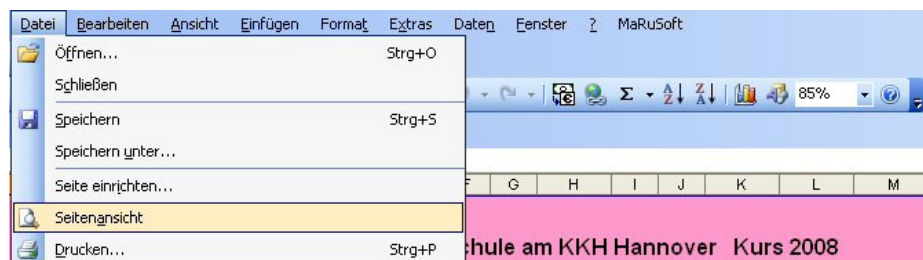 Datei Bearbeiten Ansicht Einfügen Format Extras Daten Fenster ? MaRuSoft
Öffnen... Strg+O
Schließen
Speichern Strg+S
Speichern unter...
Seite einrichten...
Seitenansicht
Drucken... Strg+P
85%
F G H I J K L M
chule am KKH Hannover Kurs 2008